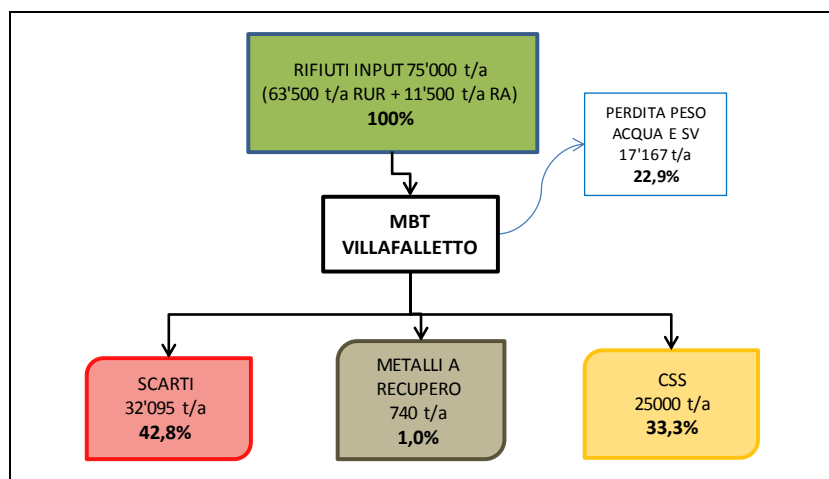 RIFIUTI INPUT 75'000 t/a
(63'500 t/a RUR + 11'500 t/a RA)
100%
PERDITA PESO
ACQUA E SV
17'167 t/a
22,9%
MBT
VILLAFALLETTO
SCARTI
32'095 t/a
42,8%
METALLI A
RECUPERO
740 t/a
1,0%
CSS
25000 t/a
33,3%